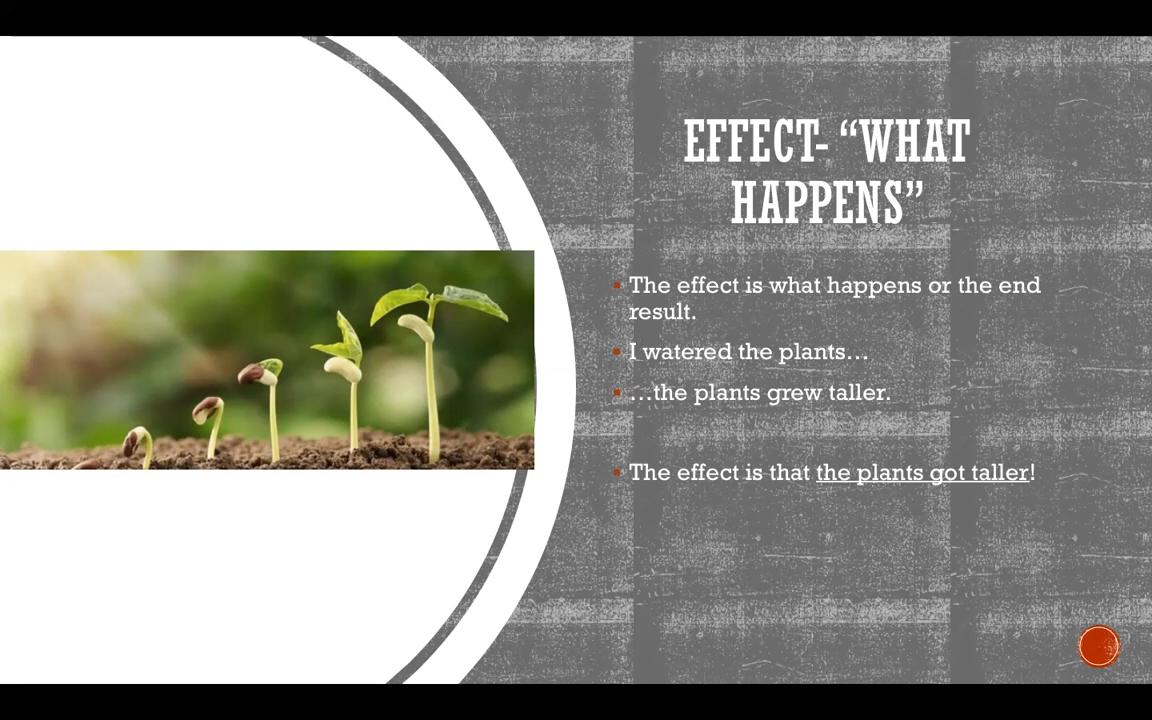 EFFECT- “WHAT
HAPPENS”
The effect is what happens or the end
result.
I watered the plants…
…the plants grew taller.
The effect is that the plants got taller!